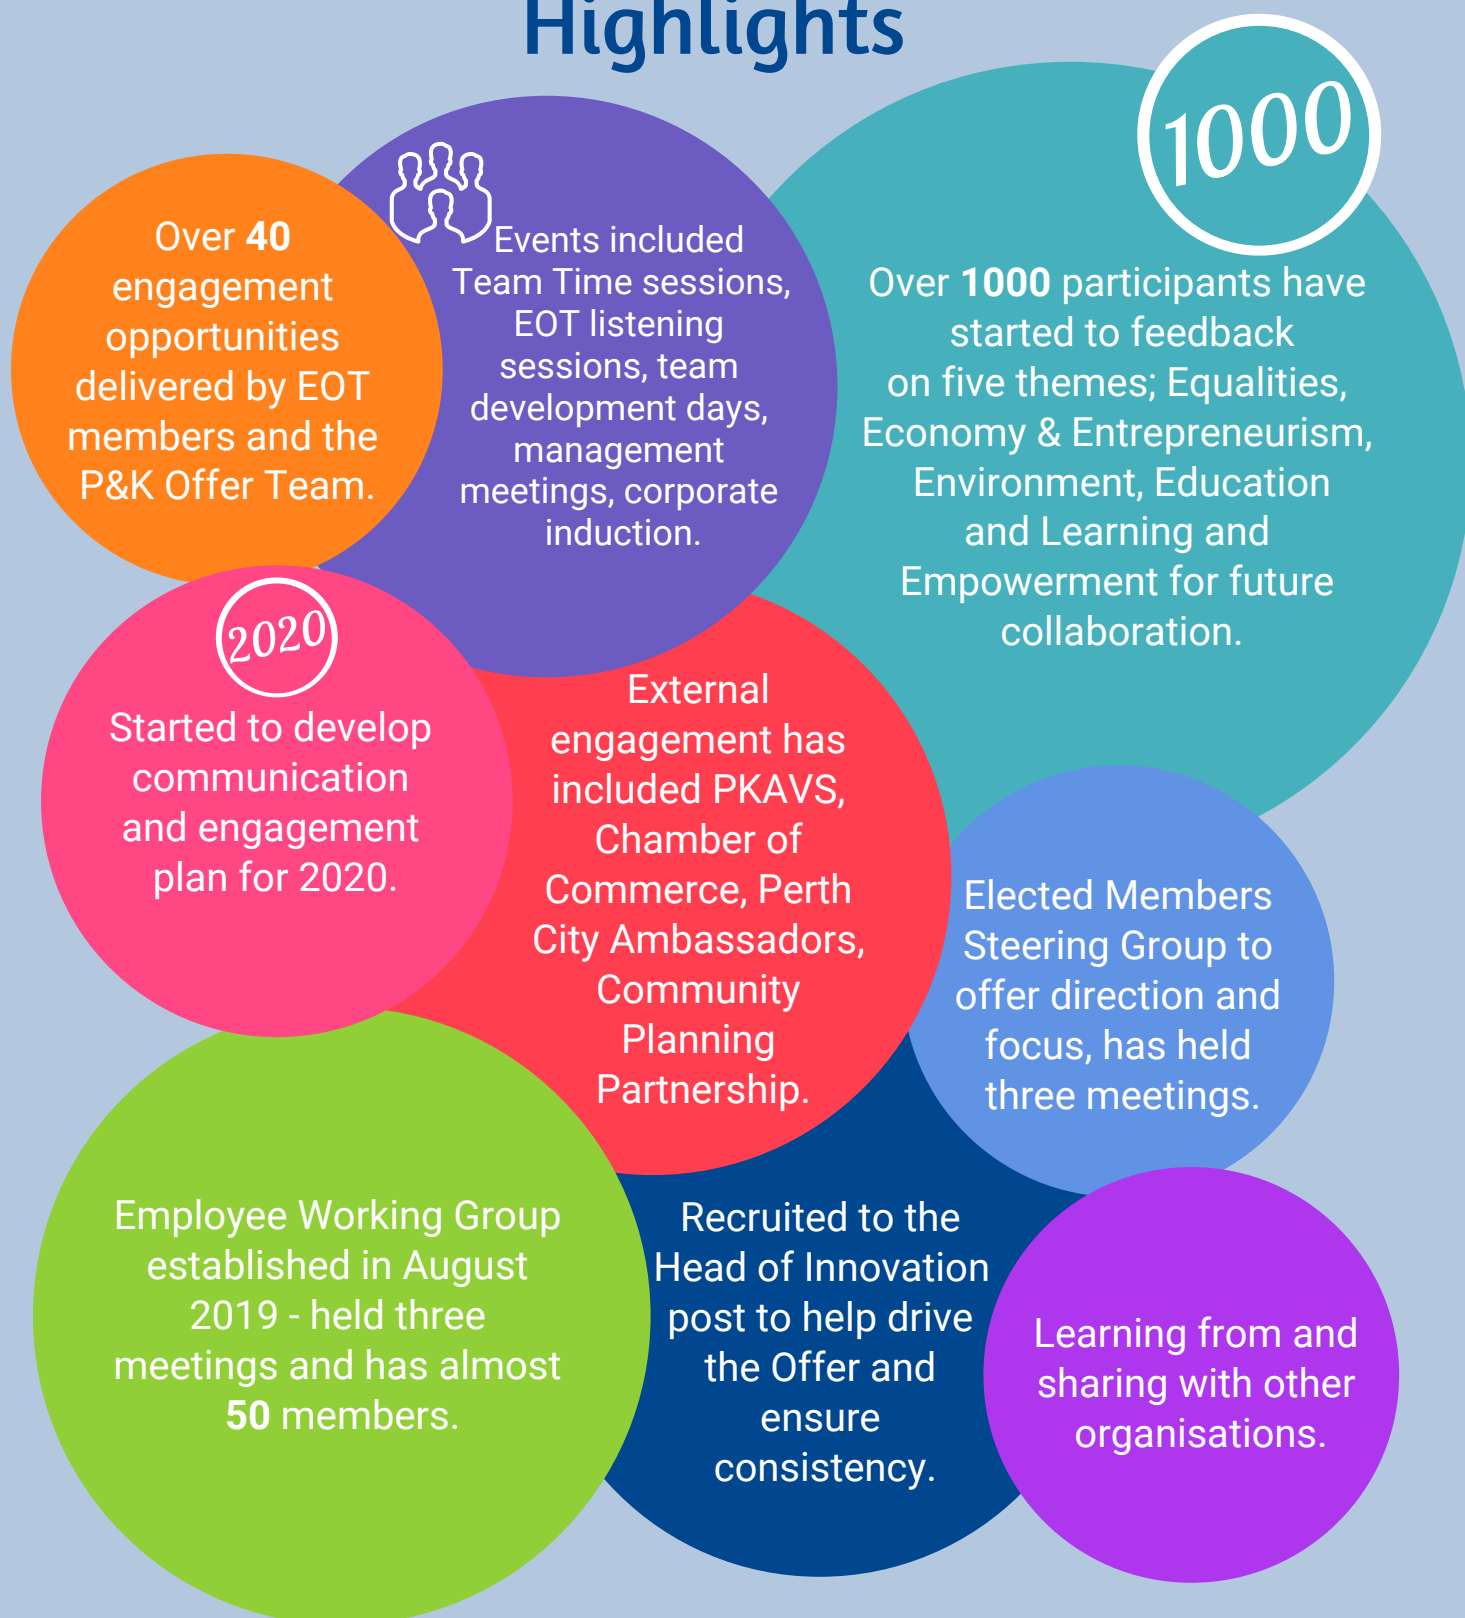 Highlights
1000
Over 40
engagement
opportunities
delivered by EOT
members and the
P&K Offer Team.
Events included
Team Time sessions,
EOT listening
sessions, team
development days,
management
meetings, corporate
induction.
Over 1000 participants have
started to feedback
on five themes; Equalities,
Economy & Entrepreneurism,
Environment, Education
and Learning and
Empowerment for future
collaboration.
2020
Started to develop
communication
and engagement
plan for 2020.
External
engagement has
included PKAVS,
Chamber of
Commerce, Perth
City Ambassadors,
Community
Planning
Partnership.
Elected Members
Steering Group to
offer direction and
focus, has held
three meetings.
Employee Working Group
established in August
2019 - held three
meetings and has almost
50 members.
Recruited to the
Head of Innovation
post to help drive
the Offer and
ensure
consistency.
Learning from and
sharing with other
organisations.